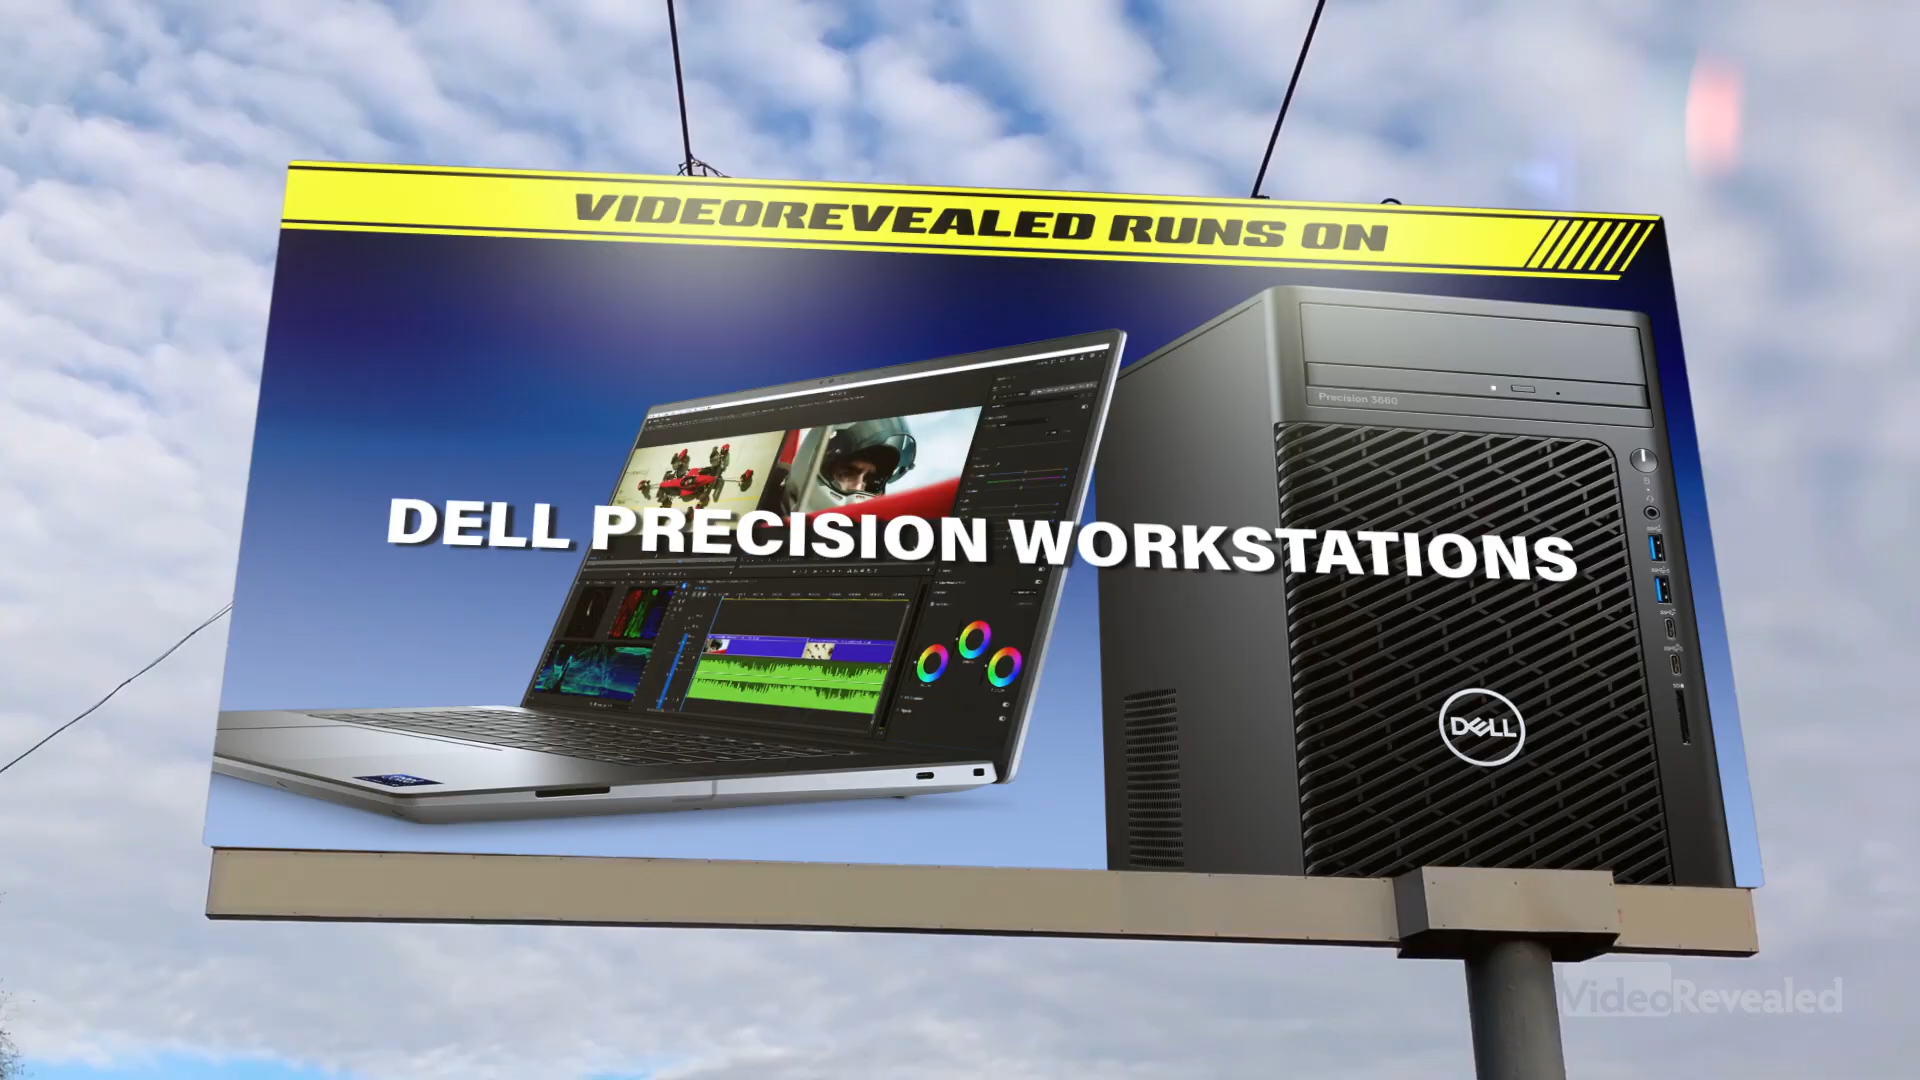 VIDEOREVEALED RUNS ON
Precision 3660
DELL PRECISION WORKSTATIONS
DELL
VideoRevealed